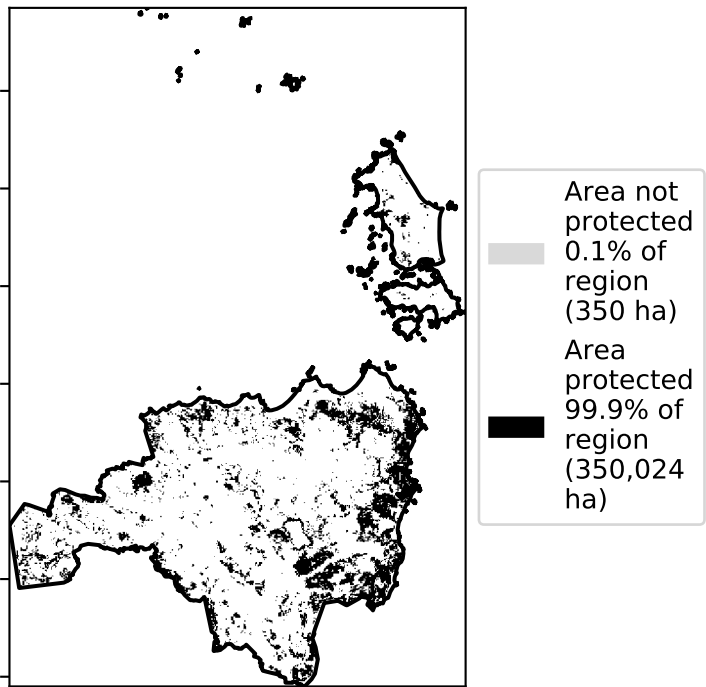 Area not
protected
0.1% of
region
(350 ha)
Area
protected
99.9% of
region
(350,024
ha)